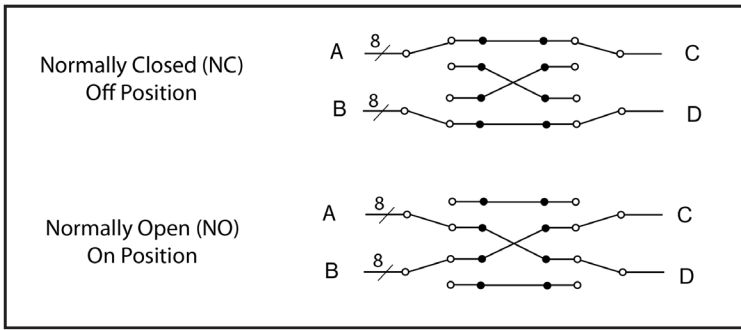 Normally Closed (NC)
Off Position
A 8 C
B 8 D
Normally Open (NO)
On Position
A 8 C
B 8 D